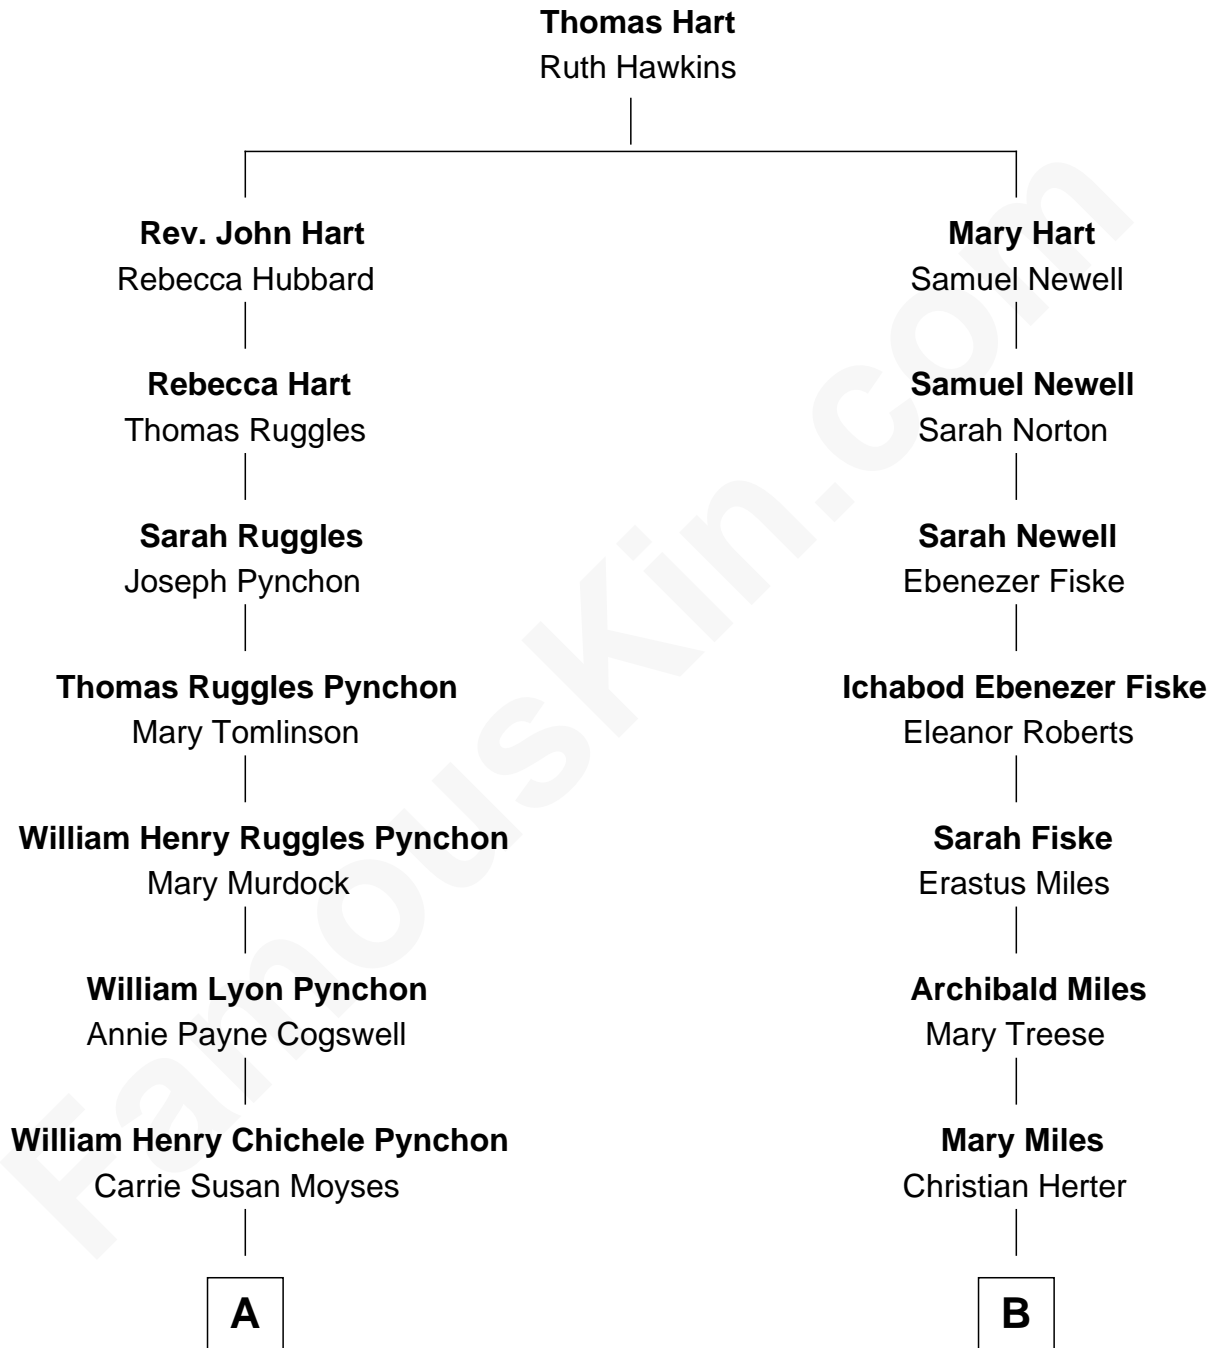 Thomas Hart
Ruth Hawkins
Rev. John Hart
Rebecca Hubbard
Mary Hart
Samuel Newell
Rebecca Hart
Thomas Ruggles
Samuel Newell
Sarah Norton
Sarah Ruggles
Joseph Pynchon
Sarah Newell
Ebenezer Fiske
Thomas Ruggles Pynchon
Mary Tomlinson
Ichabod Ebenezer Fiske
Eleanor Roberts
William Henry Ruggles Pynchon
Mary Murdock
Sarah Fiske
Erastus Miles
William Lyon Pynchon
Annie Payne Cogswell
Archibald Miles
Mary Treese
William Henry Chichele Pynchon
Carrie Susan Moyses
Mary Miles
Christian Herter
A
B
FamousKin.com